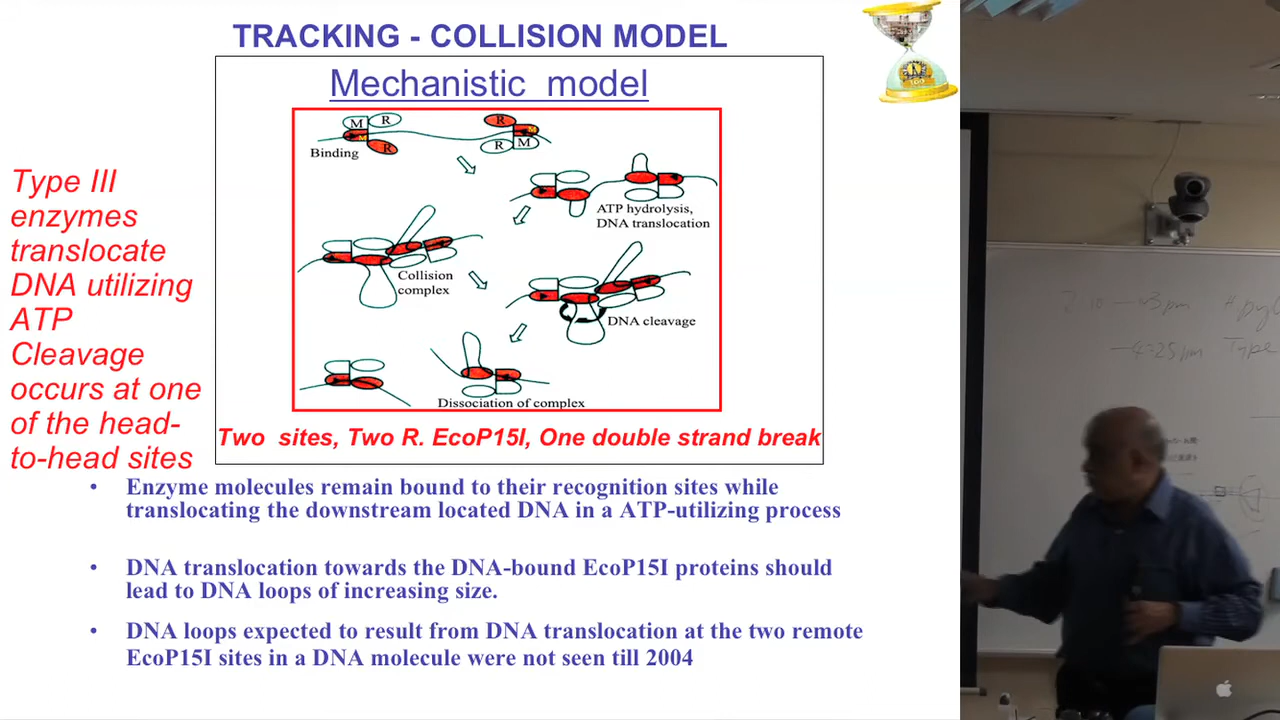 TRACKING - COLLISION MODEL
Mechanistic model
M R
R
M
R
M
R
R M
Binding
ATP hydrolysis,
DNA translocation
Collision
complex
DNA cleavage
Dissociation of complex
Two sites, Two R. EcoP15I, One double strand break
Type III
enzymes
translocate
DNA utilizing
ATP
Cleavage
occurs at one
of the head-
to-head sites
• Enzyme molecules remain bound to their recognition sites while
translocating the downstream located DNA in a ATP-utilizing process
• DNA translocation towards the DNA-bound EcoP15I proteins should
lead to DNA loops of increasing size.
• DNA loops expected to result from DNA translocation at the two remote
EcoP15I sites in a DNA molecule were not seen till 2004
Type